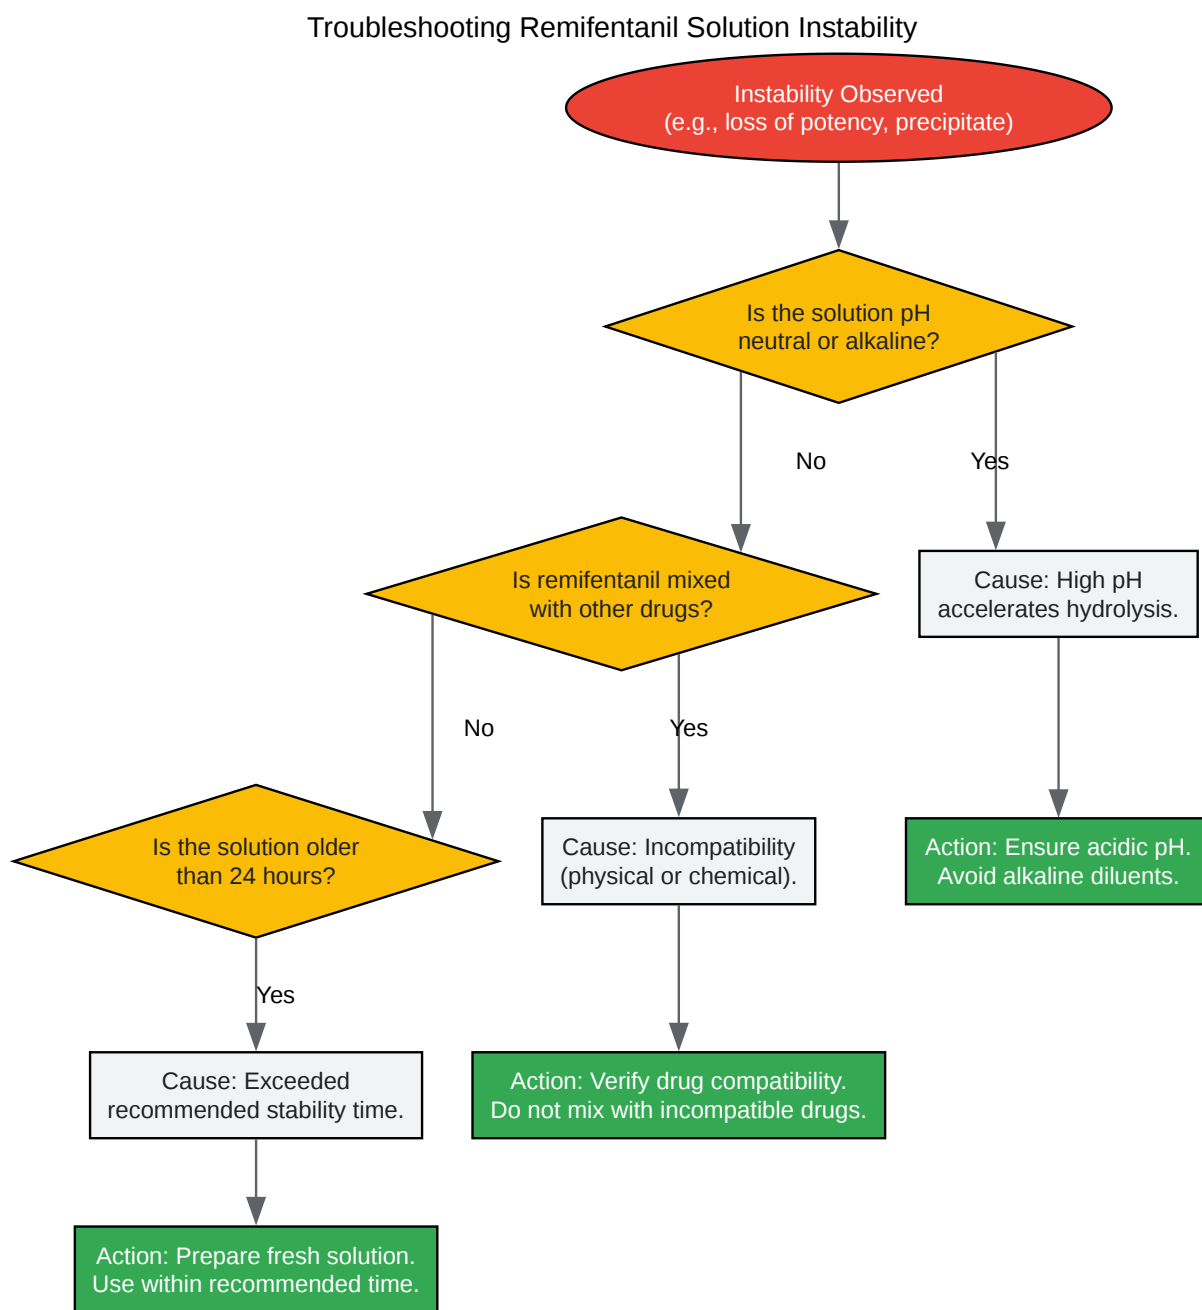 Troubleshooting Remifentanil Solution Instability
Instability Observed
(e.g., loss of potency, precipitate)
Is the solution pH
neutral or alkaline?
No
Yes
Is remifentanil mixed
with other drugs?
Cause: High pH
accelerates hydrolysis.
No
Yes
Is the solution older
than 24 hours?
Cause: Incompatibility
(physical or chemical).
Action: Ensure acidic pH.
Avoid alkaline diluents.
Yes
Cause: Exceeded
recommended stability time.
Action: Verify drug compatibility.
Do not mix with incompatible drugs.
Action: Prepare fresh solution.
Use within recommended time.